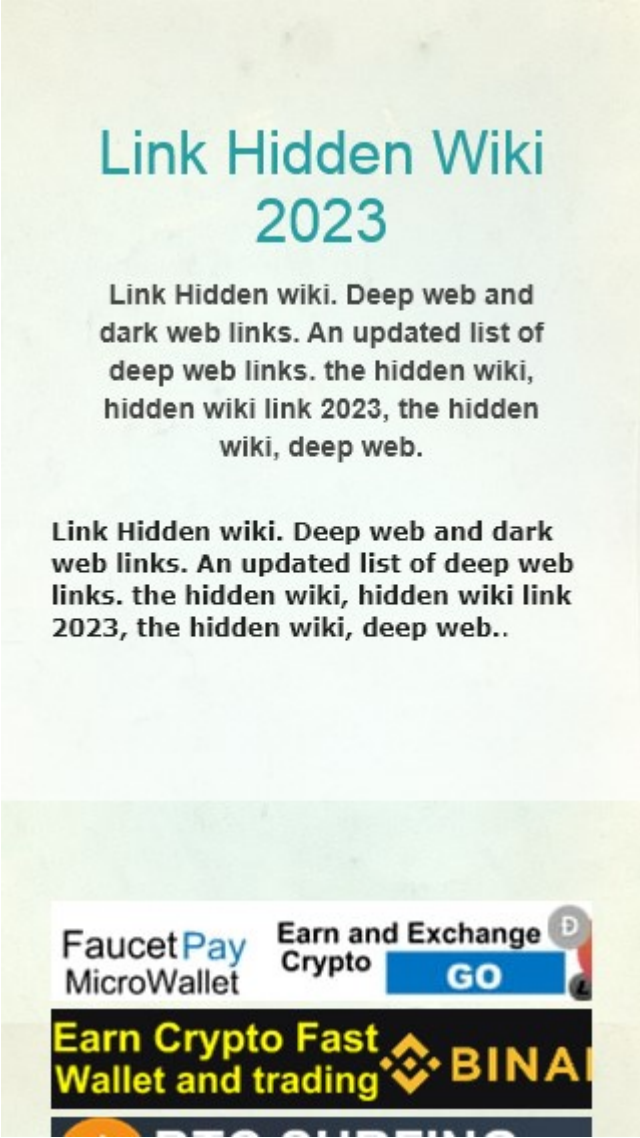 Link Hidden Wiki
2023
Link Hidden wiki. Deep web and
dark web links. An updated list of
deep web links. the hidden wiki,
hidden wiki link 2023, the hidden
wiki, deep web.
Link Hidden wiki. Deep web and dark
web links. An updated list of deep web
links. the hidden wiki, hidden wiki link
2023, the hidden wiki, deep web..
FaucetPay
MicroWallet
Earn and Exchange
Crypto
GO
Earn Crypto Fast
Wallet and trading
BINA